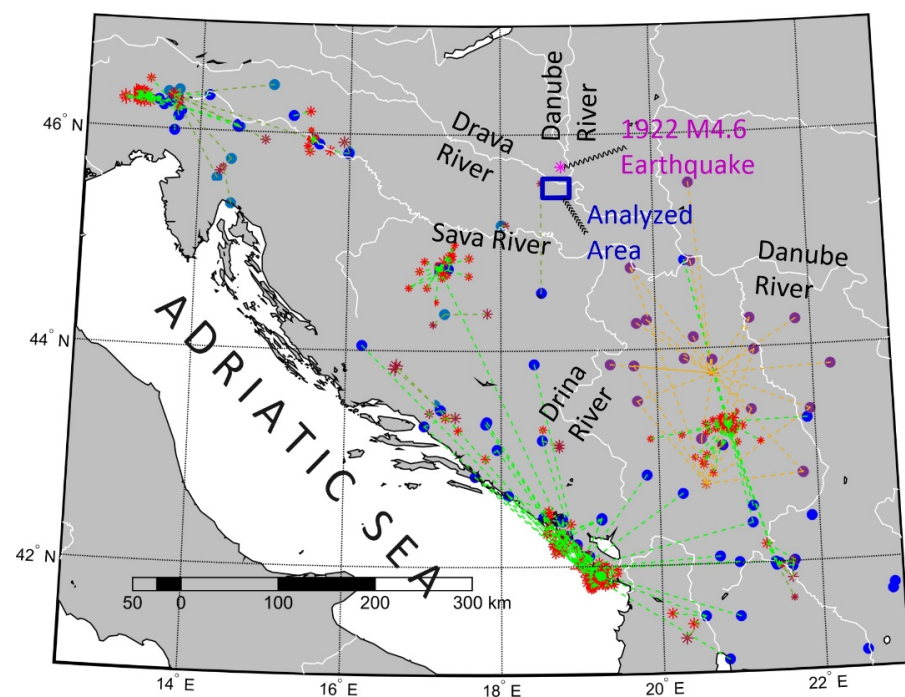 Danube
River
Drava
River
1922 M4.6
Earthquake
46° N
Analyzed
Area
Sava River
Danube
River
ADRIATIC SEA
44° N
Drina
River
42° N
50 0 100 200 300 km
14° E 16° E 18° E 20° E 22° E